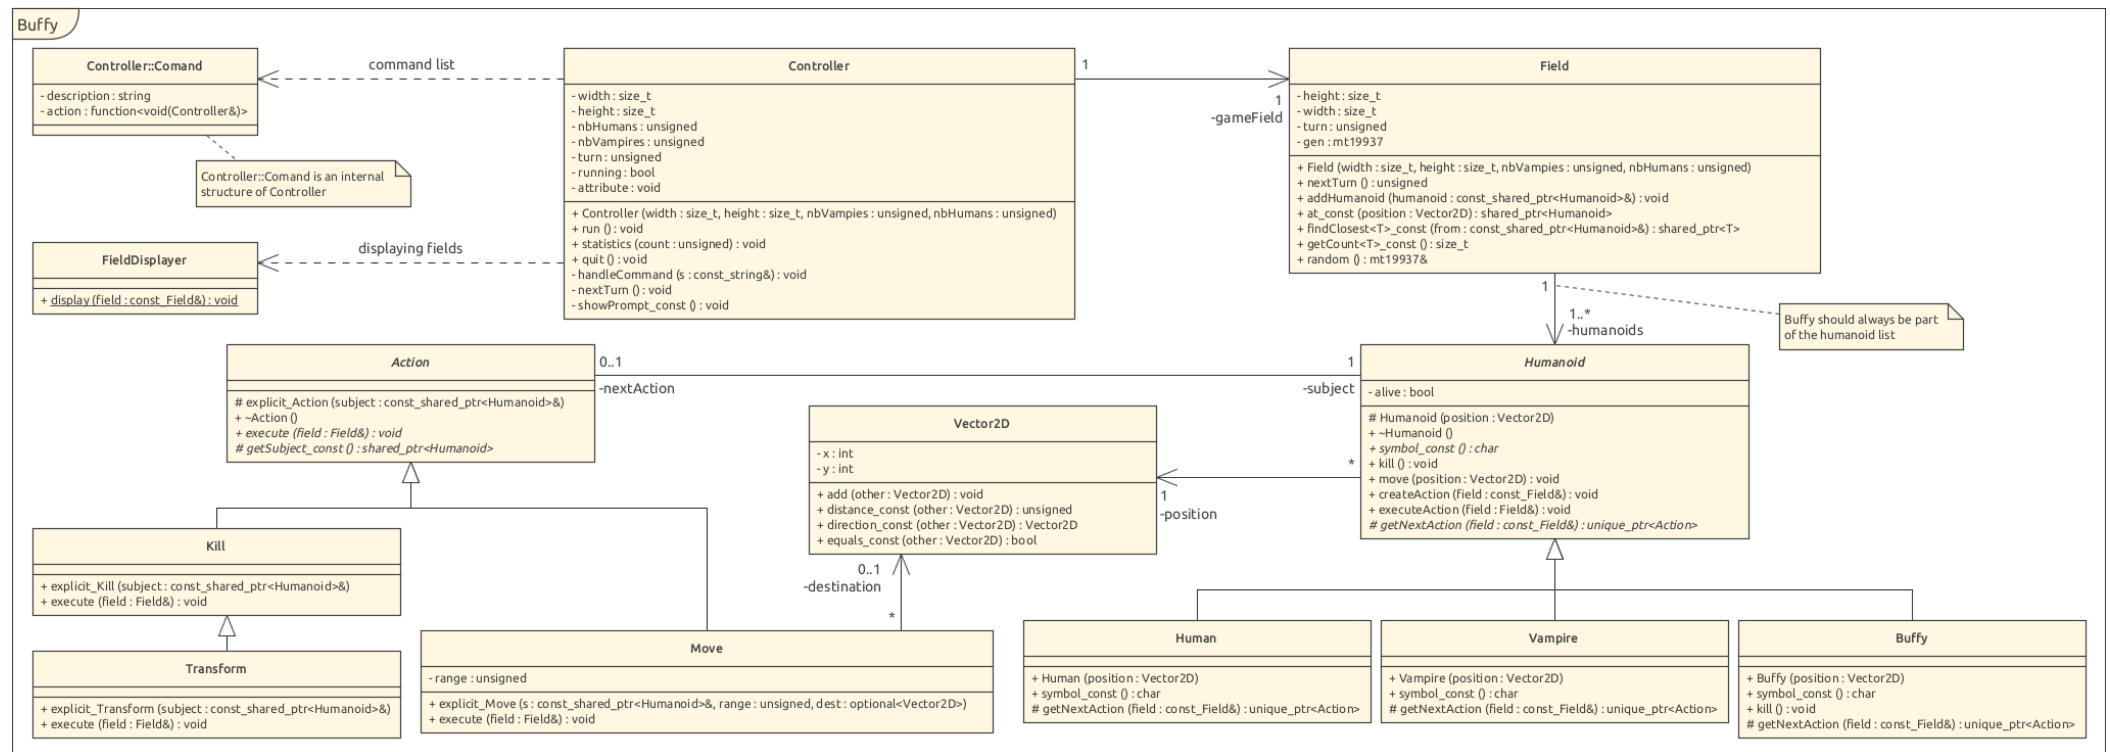 Buffy
Controller::Comand
- description : string
- action : function<void(Controller&)>
command list
Controller::Comand is an internal
structure of Controller
FieldDisplayer
+ display (field : const_Field&) : void
displaying fields
Controller
- width : size_t
- height : size_t
- nbHumans : unsigned
- nbVampires : unsigned
- turn : unsigned
- running : bool
- attribute : void
+ Controller (width : size_t, height : size_t, nbVampies : unsigned, nbHumans : unsigned)
+ run () : void
+ statistics (count : unsigned) : void
+ quit () : void
- handleCommand (s : const_string&) : void
- nextTurn () : void
- showPrompt_const () : void
1
1
-gameField
Field
- height : size_t
- width : size_t
- turn : unsigned
- gen : mt19937
+ Field (width : size_t, height : size_t, nbVampies : unsigned, nbHumans : unsigned)
+ nextTurn () : unsigned
+ addHumanoid (humanoid : const_shared_ptr<Humanoid>&) : void
+ at_const (position : Vector2D) : shared_ptr<Humanoid>
+ findClosest<T>_const (from : const_shared_ptr<Humanoid>&) : shared_ptr<T>
+ getCount<T>_const () : size_t
+ random () : mt19937&
1
1..*
-humanoids
Buffy should always be part
of the humanoid list
Action
# explicit_Action (subject : const_shared_ptr<Humanoid>&)
+ ~Action ()
+ execute (field : Field&) : void
# getSubject_const () : shared_ptr<Humanoid>
0..1
-nextAction
1
-subject
Humanoid
- alive : bool
# Humanoid (position : Vector2D)
+ ~Humanoid ()
+ symbol_const () : char
+ kill () : void
+ move (position : Vector2D) : void
+ createAction (field : const_Field&) : void
+ executeAction (field : Field&) : void
# getNextAction (field : const_Field&) : unique_ptr<Action>
Vector2D
- x : int
- y : int
+ add (other : Vector2D) : void
+ distance_const (other : Vector2D) : unsigned
+ direction_const (other : Vector2D) : Vector2D
+ equals_const (other : Vector2D) : bool
*
1
-position
0..1
-destination
*
Kill
+ explicit_Kill (subject : const_shared_ptr<Humanoid>&)
+ execute (field : Field&) : void
Transform
+ explicit_Transform (subject : const_shared_ptr<Humanoid>&)
+ execute (field : Field&) : void
Move
- range : unsigned
+ explicit_Move (s : const_shared_ptr<Humanoid>&, range : unsigned, dest : optional<Vector2D>)
+ execute (field : Field&) : void
Human
+ Human (position : Vector2D)
+ symbol_const () : char
# getNextAction (field : const_Field&) : unique_ptr<Action>
Vampire
+ Vampire (position : Vector2D)
+ symbol_const () : char
# getNextAction (field : const_Field&) : unique_ptr<Action>
Buffy
+ Buffy (position : Vector2D)
+ symbol_const () : char
+ kill () : void
# getNextAction (field : const_Field&) : unique_ptr<Action>